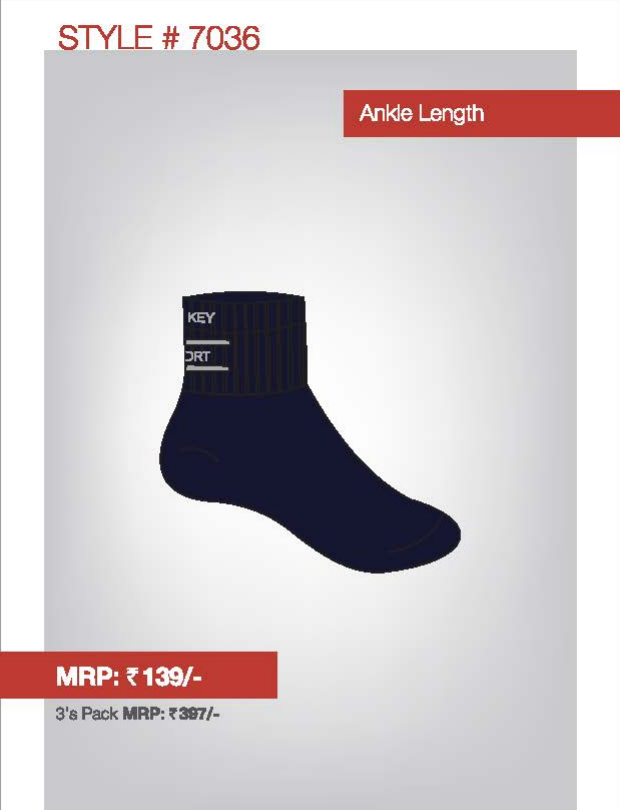 STYLE # 7036
Ankle Length
KEY
ORT
MRP: ₹ 139/-
3's Pack MRP: ₹ 397/-